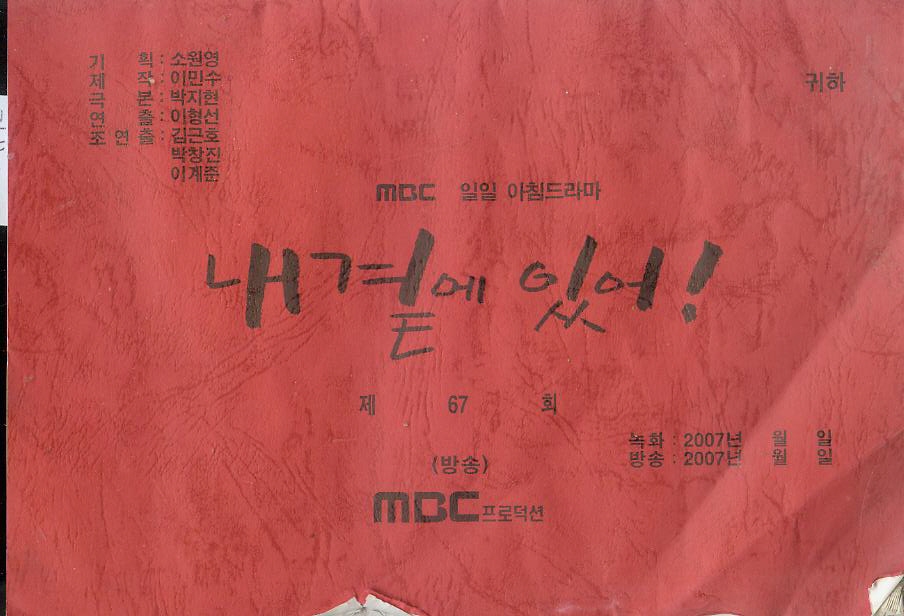 기 획 : 소원영
제 작 : 이민수
극 본 : 박지현
연 출 : 이형선
조 연 출 : 김근호
박창진
이계준
귀하
MBC 일일 아침드라마
내곁에 있어!
제 67 회
녹화 : 2007년 월 일
방송 : 2007년 월 일
(방송)
MBC프로덕션